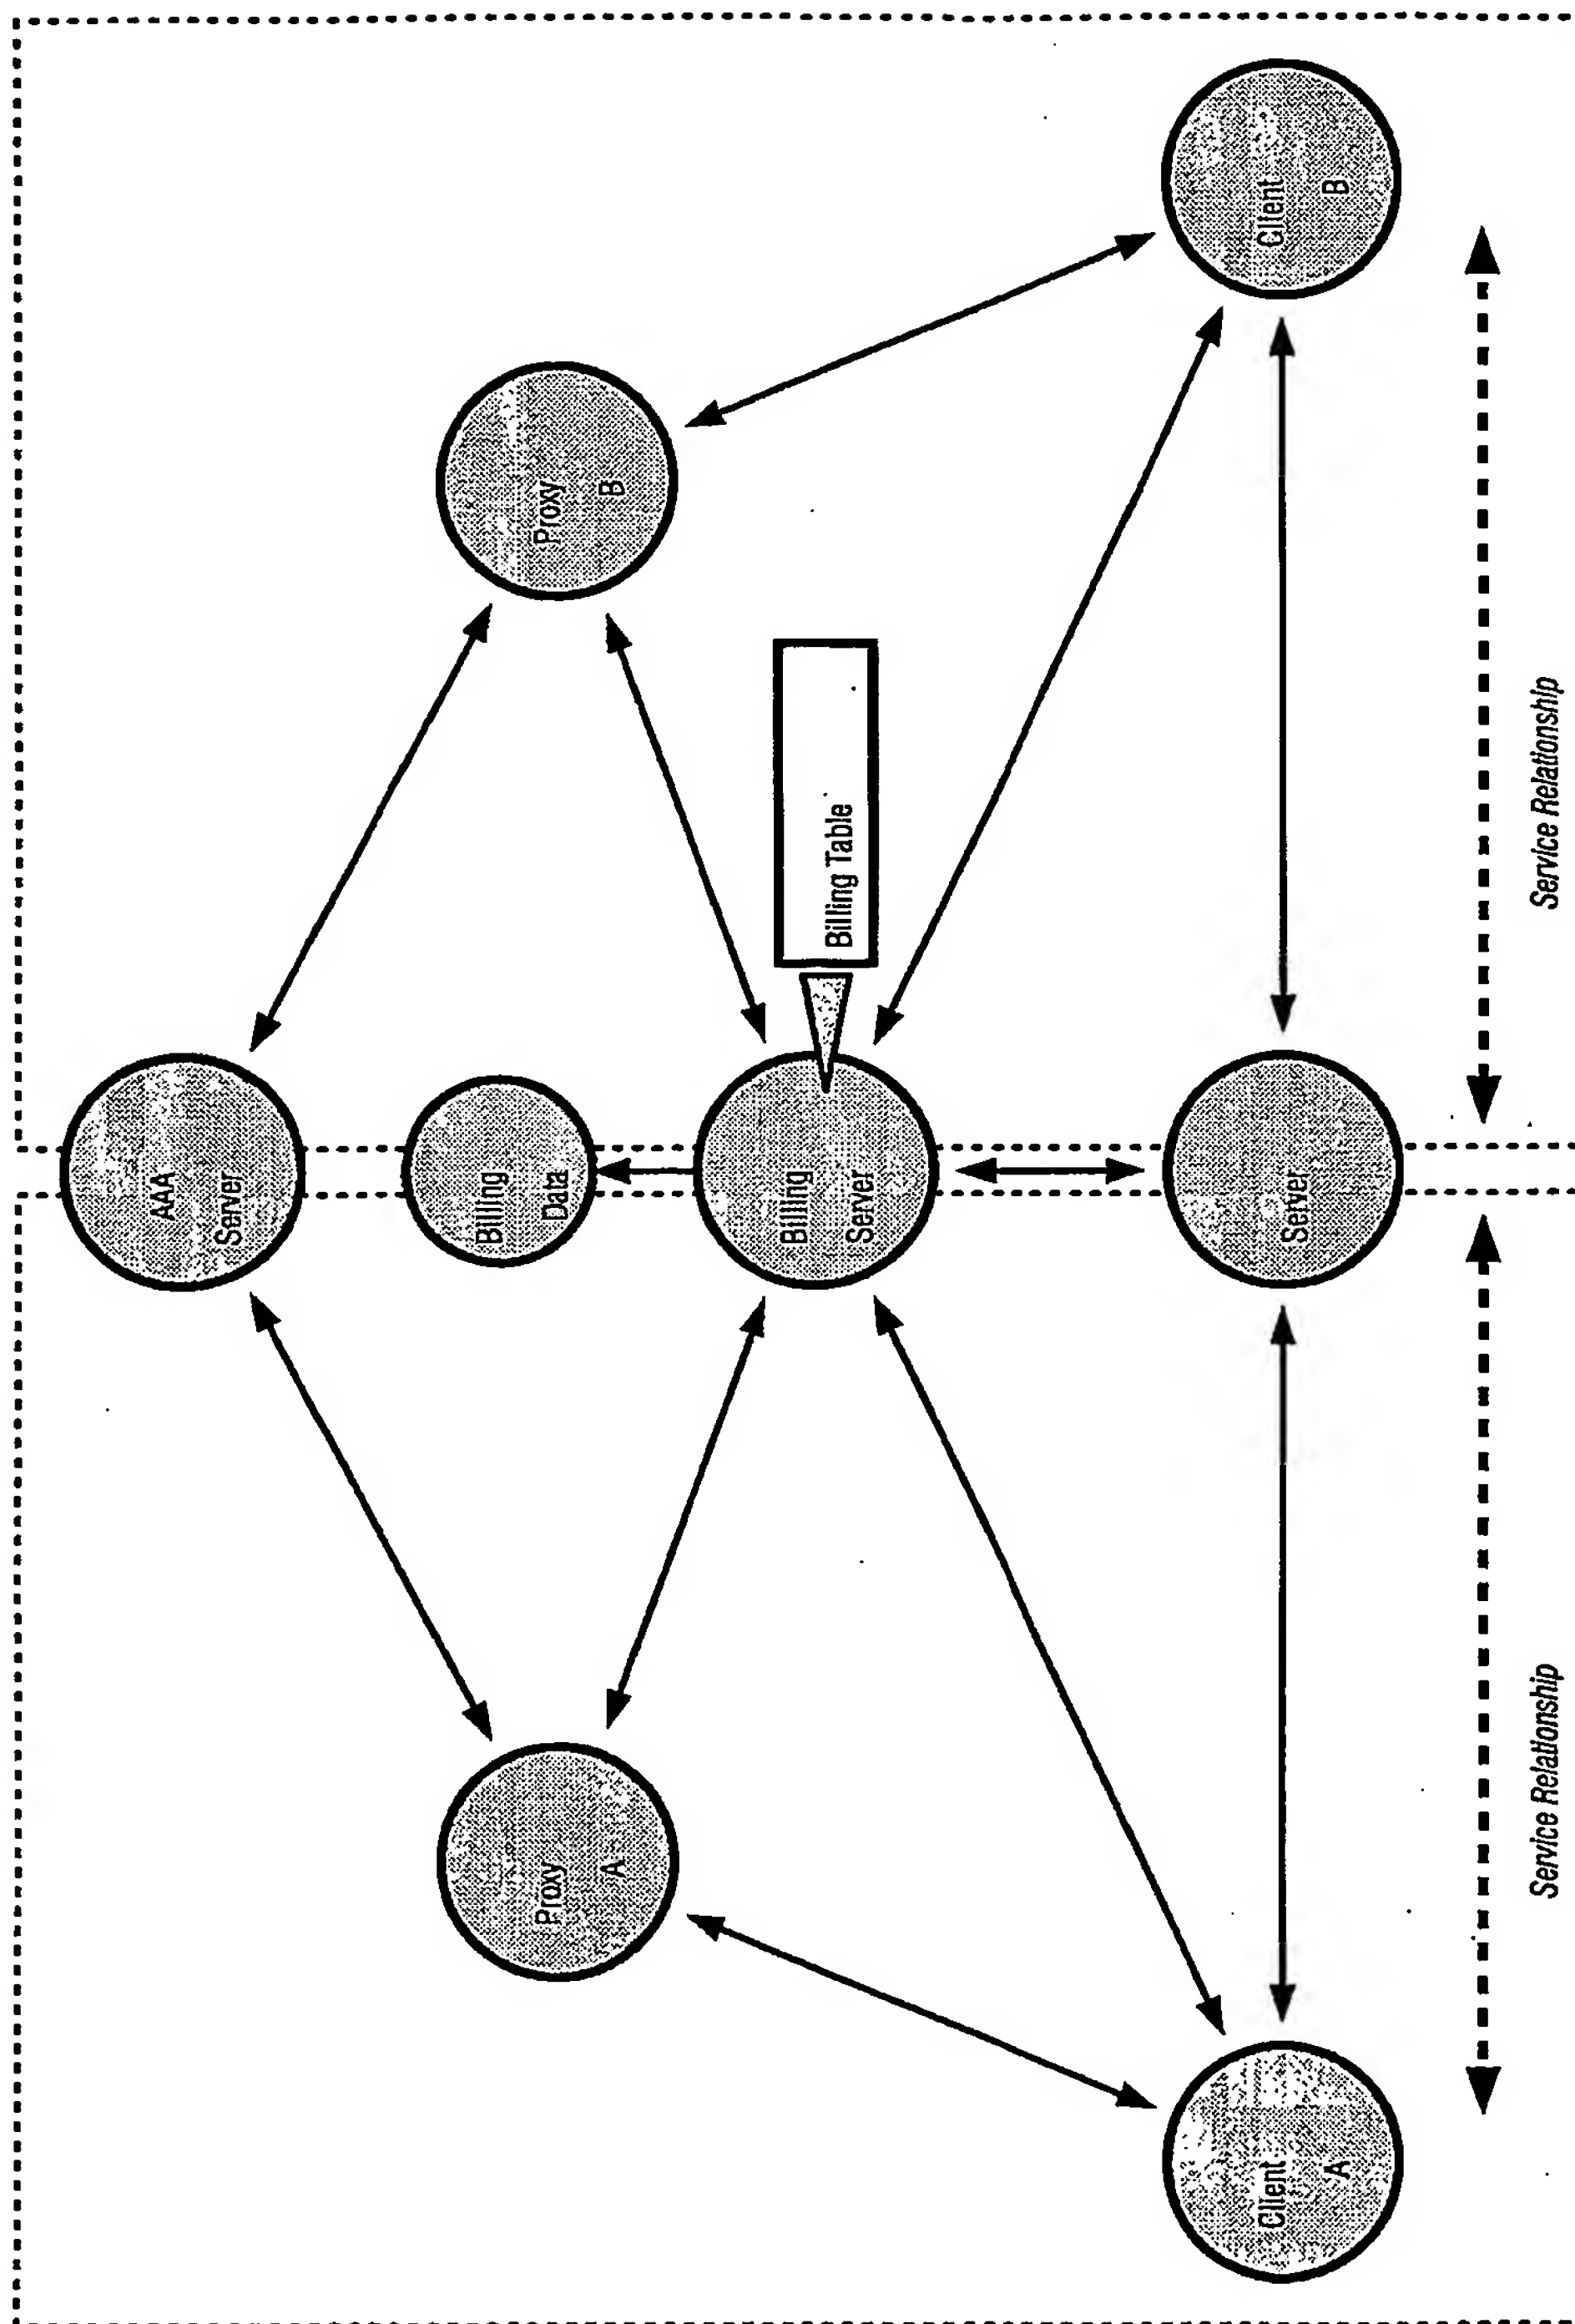 AAA
Server
Billing
Data
Proxy
A
Proxy
B
Billing
Server
Billing Table
Client
A
Server
Client
B
Service Relationship
Service Relationship